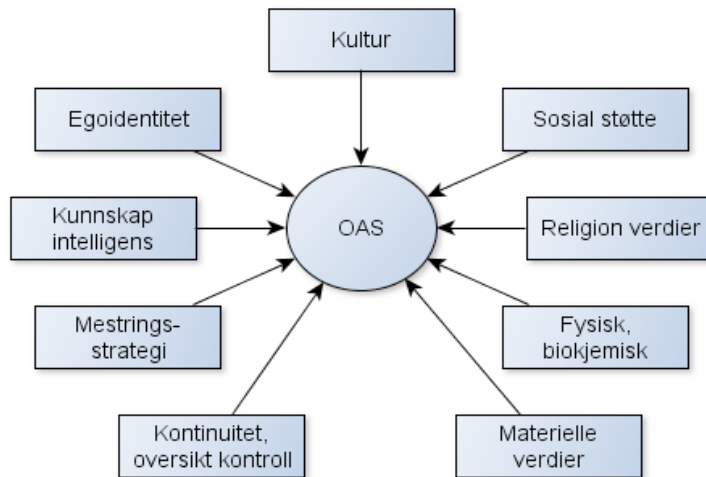 Kultur
Egoidentitet
Sosial støtte
Kunnskap
intelligens
OAS
Religion verdier
Mestrings-
strategi
Fysisk,
biokjemisk
Kontinuitet,
oversikt kontroll
Materielle
verdier